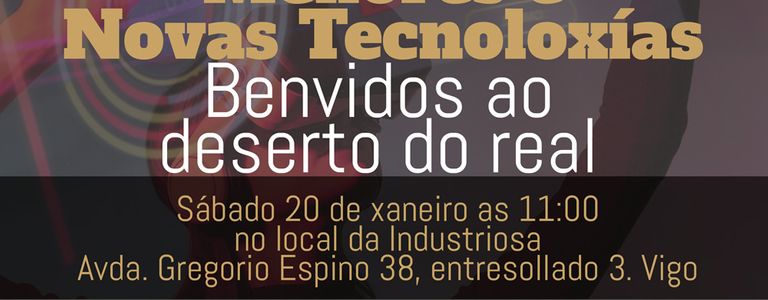 Menores e
Novas Tecnoloxías
Benvidos ao
deserto do real
Sábado 20 de xaneiro as 11:00
no local da Industriosa
Avda. Gregorio Espino 38, entresollado 3. Vigo